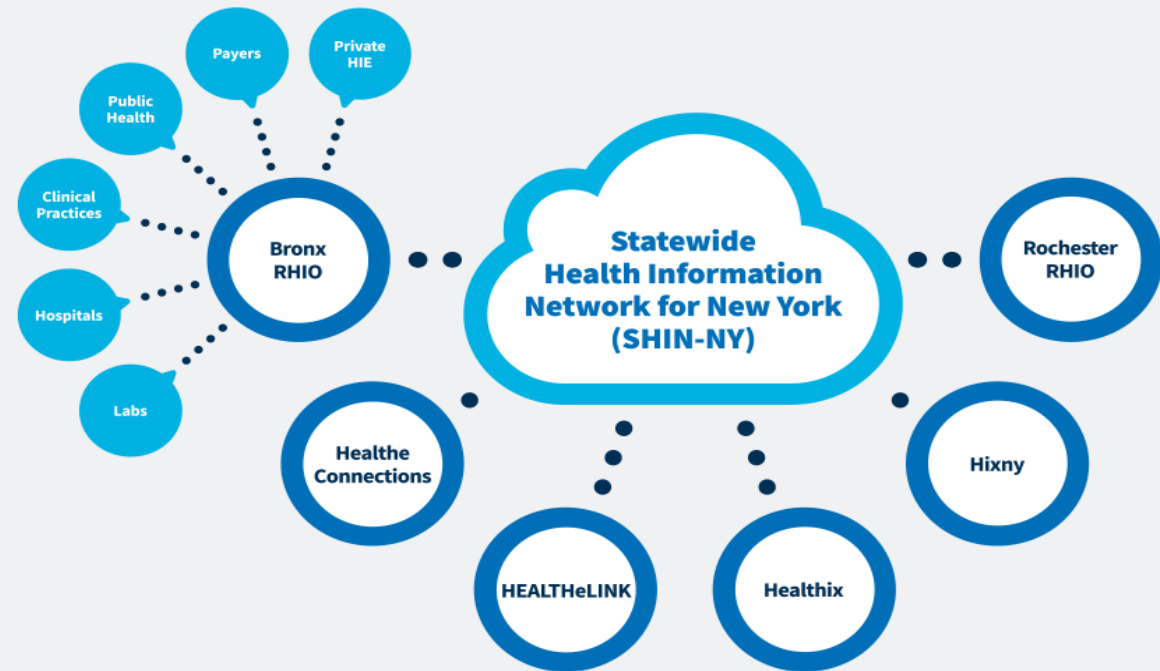 Payers
Private
HIE
Public
Health
Clinical
Practices
Hospitals
Labs
Bronx
RHIO
Statewide
Health Information
Network for New York
(SHIN-NY)
Rochester
RHIO
Healthe
Connections
HEALTHeLINK
Healthix
Hixny